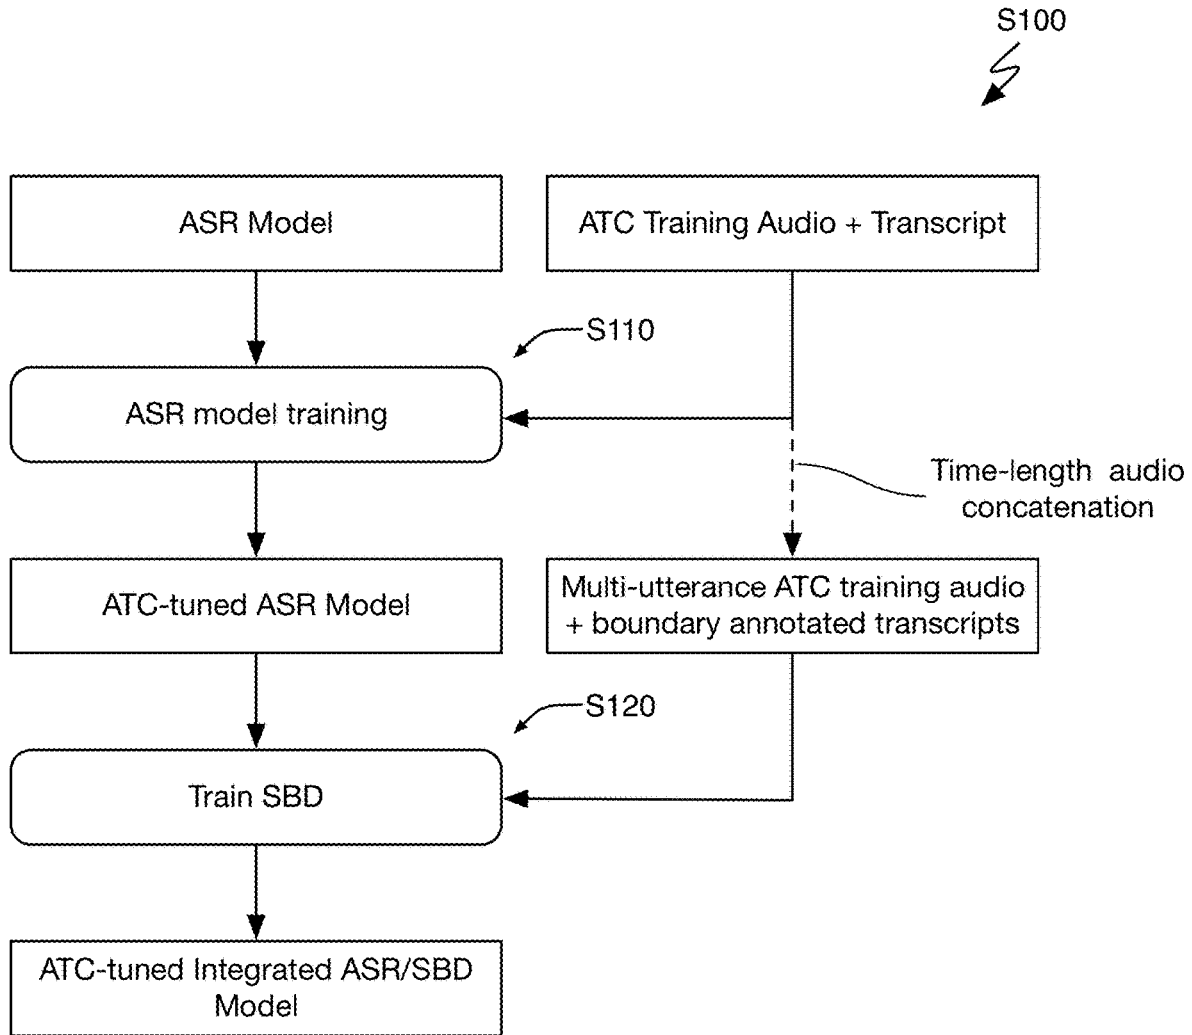 S100
ASR Model
ATC Training Audio + Transcript
S110
ASR model training
Time-length audio
concatenation
ATC-tuned ASR Model
Multi-utterance ATC training audio
+ boundary annotated transcripts
S120
Train SBD
ATC-tuned Integrated ASR/SBD
Model